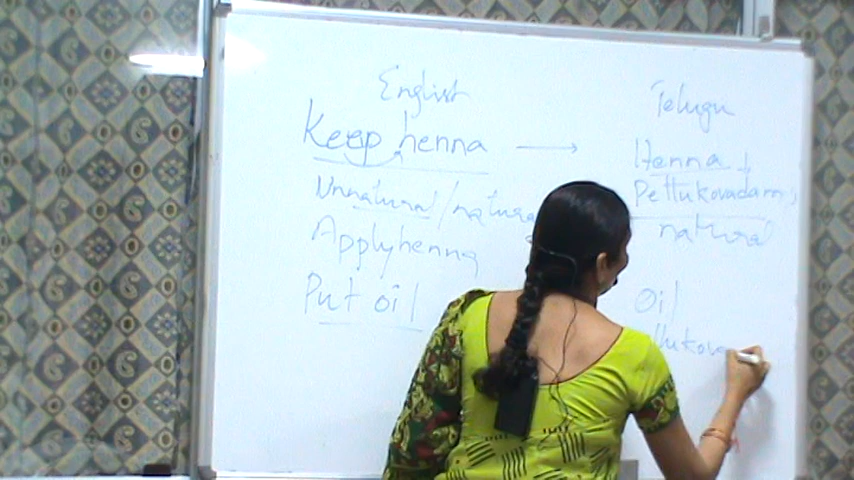 English
Telugu
Keep henna → Henna +
Pettukovadam,
Unnatural/natural
natural
Apply henna
Put oil
Oil